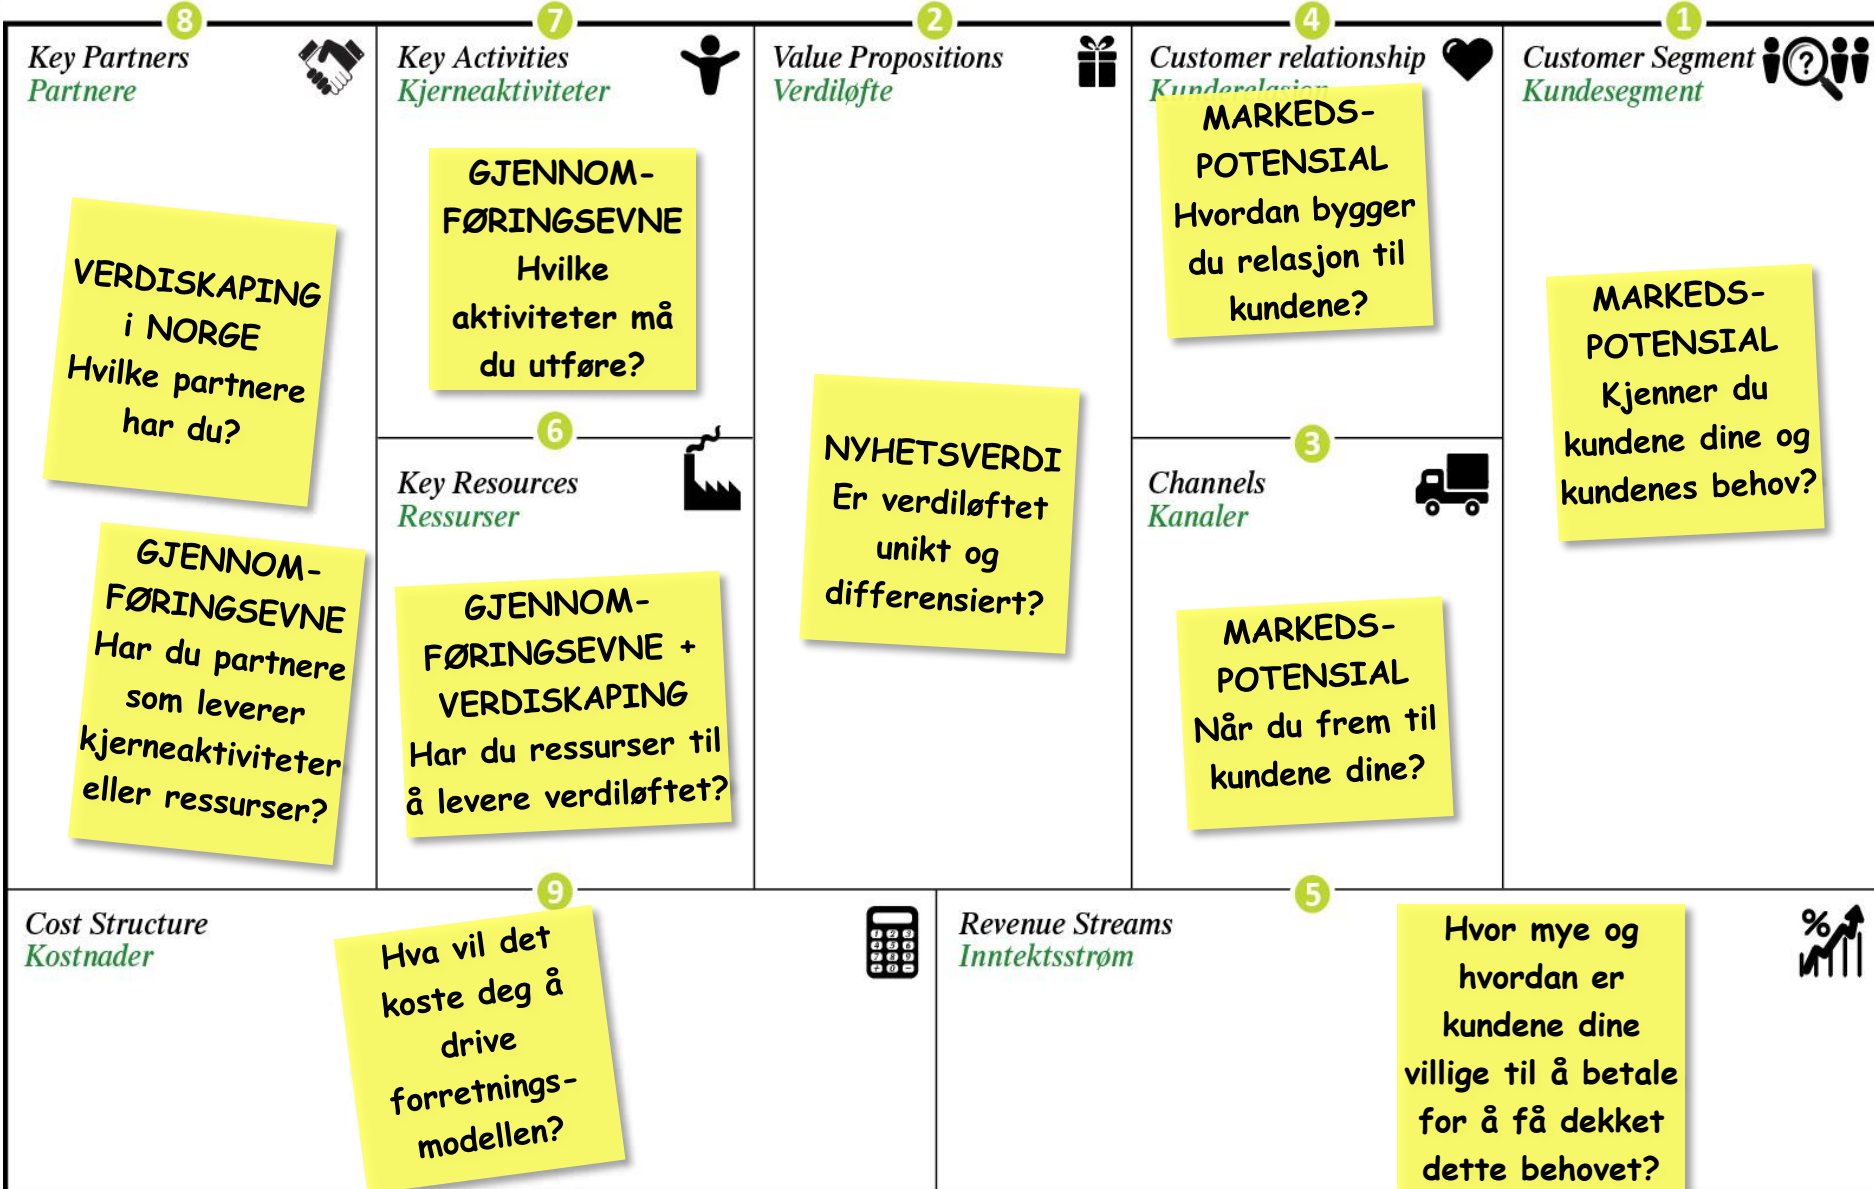 8
Key Partners
Partnere
VERDISKAPING
i NORGE
Hvilke partnere
har du?
GJENNOM-
FØRINGSEVNE
Har du partnere
som leverer
kjerneaktiviteter
eller ressurser?
7
Key Activities
Kjerneaktiviteter
GJENNOM-
FØRINGSEVNE
Hvilke
aktiviteter må
du utføre?
6
Key Resources
Ressurser
GJENNOM-
FØRINGSEVNE +
VERDISKAPING
Har du ressurser til
å levere verdiløftet?
2
Value Propositions
Verdiløfte
NYHETSVERDI
Er verdiløftet
unikt og
differensiert?
4
Customer relationship
Kunderelasjon
MARKEDS-
POTENSIAL
Hvordan bygger
du relasjon til
kundene?
3
Channels
Kanaler
MARKEDS-
POTENSIAL
Når du frem til
kundene dine?
1
Customer Segment
?
Kundesegment
MARKEDS-
POTENSIAL
Kjenner du
kundene dine og
kundenes behov?
9
Cost Structure
Kostnader
Hva vil det
koste deg å
drive
forretnings-
modellen?
5
Revenue Streams
Inntektsstrøm
%
Hvor mye og
hvordan er
kundene dine
villige til å betale
for å få dekket
dette behovet?